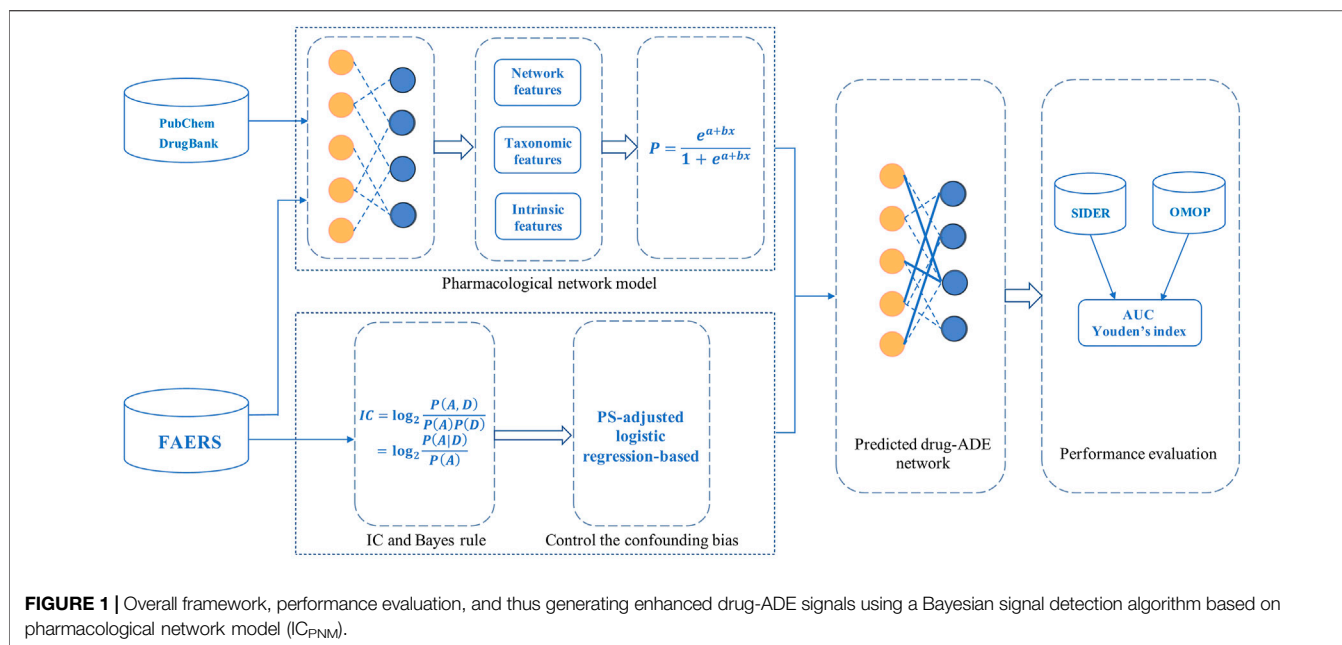 PubChem
DrugBank
Network
features
Taxonomic
features
Intrinsic
features
P = e^{a+bx} / 1 + e^{a+bx}
Pharmacological network model
FAERS
IC = log₂ P(A, D) / P(A)P(D)
= log₂ P(A|D) / P(A)
IC and Bayes rule
PS-adjusted
logistic
regression-based
Control the confounding bias
Predicted drug-ADE
network
SIDER
OMOP
AUC
Youden's index
Performance evaluation
FIGURE 1 | Overall framework, performance evaluation, and thus generating enhanced drug-ADE signals using a Bayesian signal detection algorithm based on
pharmacological network model (IC_{PNM}).